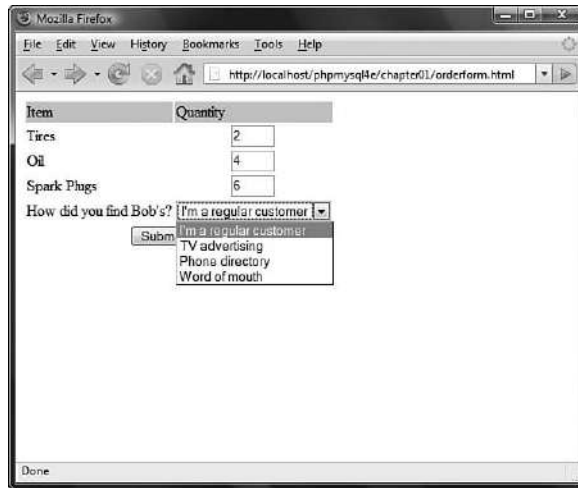 Mozilla Firefox
File Edit View History Bookmarks Tools Help
http://localhost/phpmysql4e/chapter01/orderform.html
Item Quantity
Tires 2
Oil 4
Spark Plugs 6
How did you find Bob's? I'm a regular customer
Subm
I'm a regular customer
TV advertising
Phone directory
Word of mouth
Done